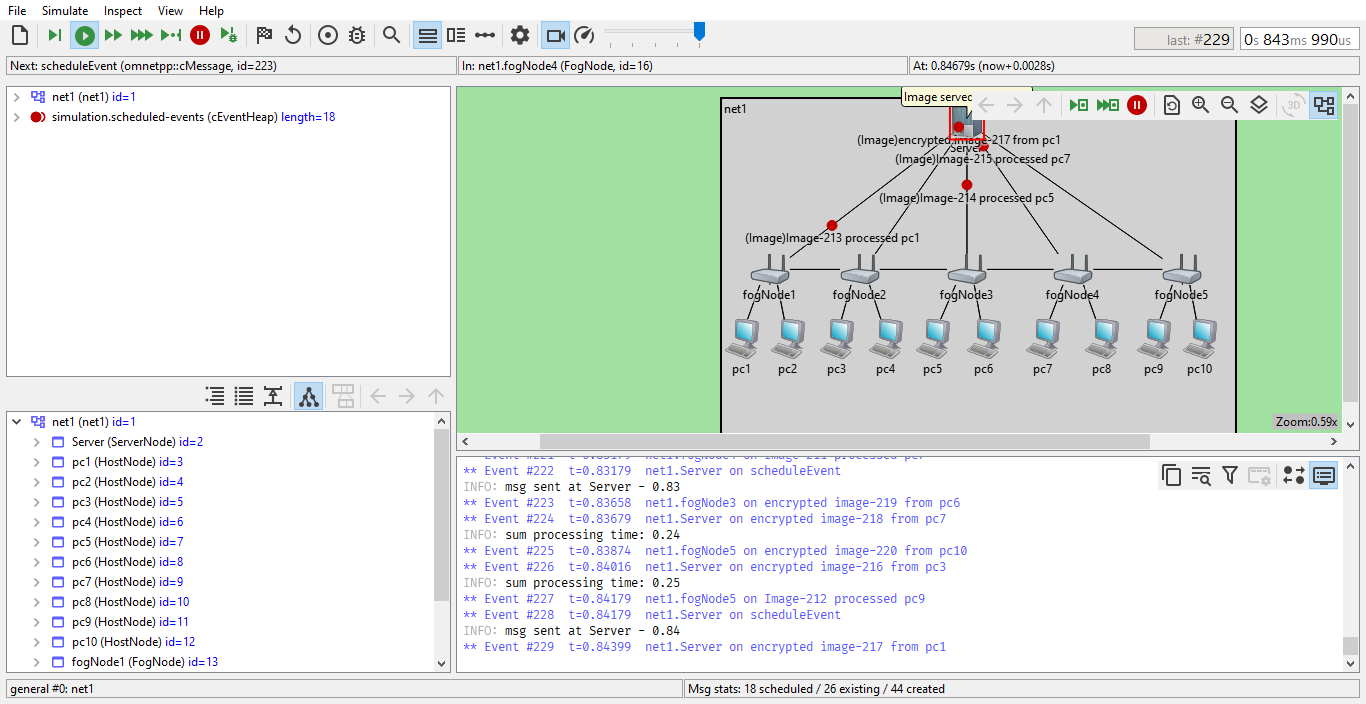 File Simulate Inspect View Help
last: #229 0s 843ms 990us
Next: scheduleEvent (omnetpp::cMessage, id=223) In: net1.fogNode4 (FogNode, id=16) At: 0.84679s (now+0.0028s)
net1 (net1) id=1
simulation.scheduled-events (cEventHeap) length=18
net1 (net1) id=1
Server (ServerNode) id=2
pc1 (HostNode) id=3
pc2 (HostNode) id=4
pc3 (HostNode) id=5
pc4 (HostNode) id=6
pc5 (HostNode) id=7
pc6 (HostNode) id=8
pc7 (HostNode) id=9
pc8 (HostNode) id=10
pc9 (HostNode) id=11
pc10 (HostNode) id=12
fogNode1 (FogNode) id=13
Image served
3D
net1
(Image)encrypted image-217 from pc1
Server
(Image)Image-215 processed pc7
(Image)Image-214 processed pc5
(Image)Image-213 processed pc1
fogNode1 fogNode2 fogNode3 fogNode4 fogNode5
pc1 pc2 pc3 pc4 pc5 pc6 pc7 pc8 pc9 pc10
Zoom:0.59x
** Event #222 t=0.83179 net1.Server on scheduleEvent
INFO: msg sent at Server - 0.83
** Event #223 t=0.83658 net1.fogNode3 on encrypted image-219 from pc6
** Event #224 t=0.83679 net1.Server on encrypted image-218 from pc7
INFO: sum processing time: 0.24
** Event #225 t=0.83874 net1.fogNode5 on encrypted image-220 from pc10
** Event #226 t=0.84016 net1.Server on encrypted image-216 from pc3
INFO: sum processing time: 0.25
** Event #227 t=0.84179 net1.fogNode5 on Image-212 processed pc9
** Event #228 t=0.84179 net1.Server on scheduleEvent
INFO: msg sent at Server - 0.84
** Event #229 t=0.84399 net1.Server on encrypted image-217 from pc1
general #0: net1 Msg stats: 18 scheduled / 26 existing / 44 created